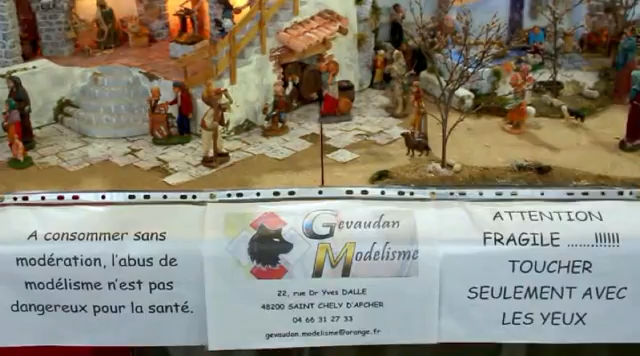 A consommer sans
modération, l'abus de
modélisme n'est pas
dangereux pour la santé.
Gevaudan
Modelisme
22, rue Dr Yves DALLE
48200 SAINT CHELY D'APCHER
04 66 31 27 33
gevaudan.modelisme@orange.fr
ATTENTION
FRAGILE .......!!!!!!
TOUCHER
SEULEMENT AVEC
LES YEUX